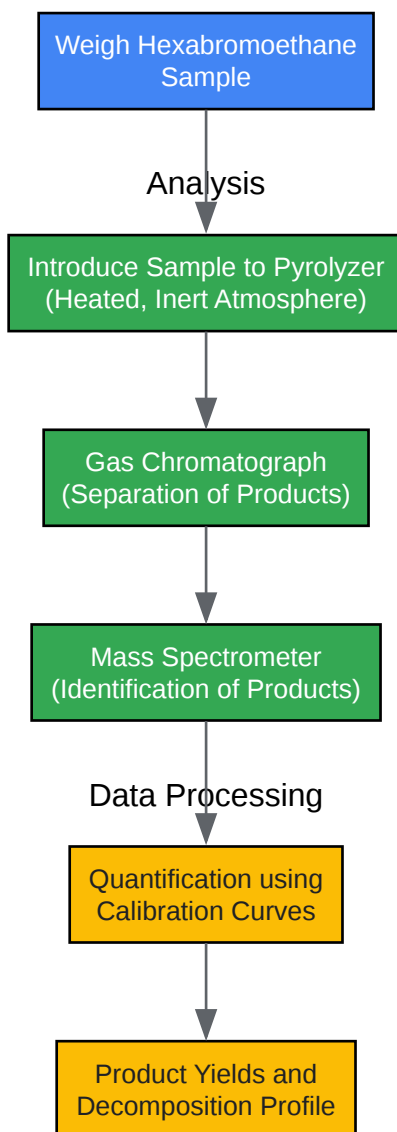 Weigh Hexabromoethane
Sample
Analysis
Introduce Sample to Pyrolyzer
(Heated, Inert Atmosphere)
Gas Chromatograph
(Separation of Products)
Mass Spectrometer
(Identification of Products)
Data Processing
Quantification using
Calibration Curves
Product Yields and
Decomposition Profile